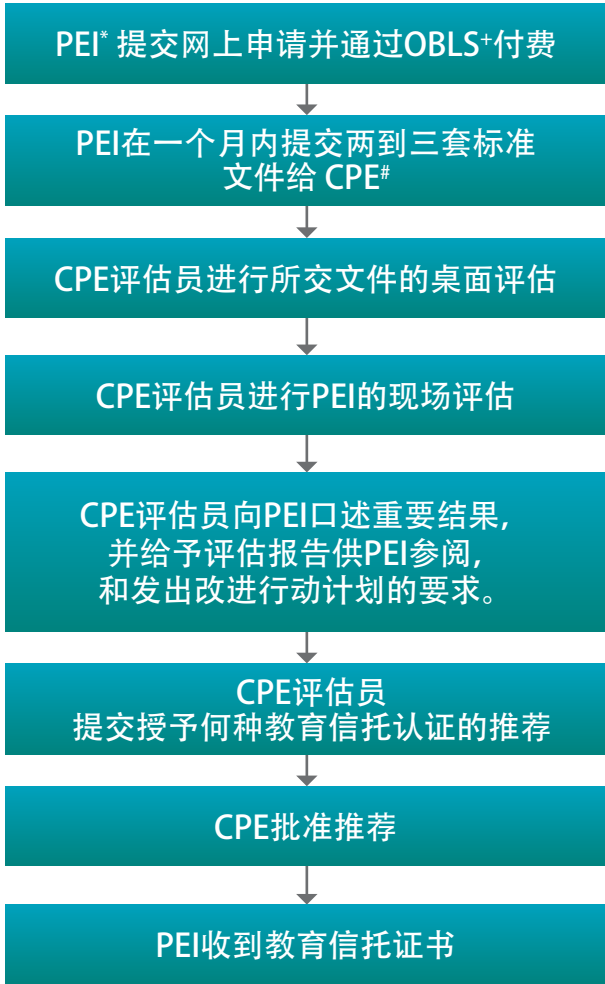 PEI* 提交网上申请并通过OBLS+付费
PEI在一个月内提交两到三套标准
文件给 CPE#
CPE评估员进行所交文件的桌面评估
CPE评估员进行PEI的现场评估
CPE评估员向PEI口述重要结果,
并给予评估报告供PEI参阅,
和发出改进行动计划的要求。
CPE评估员
提交授予何种教育信托认证的推荐
CPE批准推荐
PEI收到教育信托证书